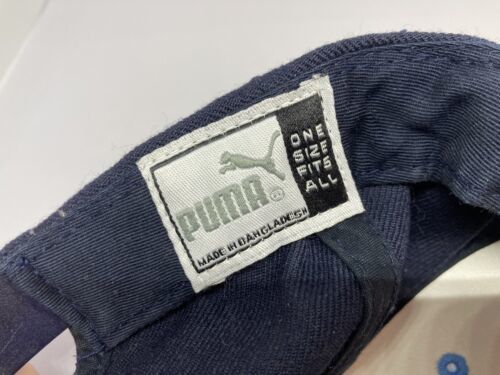 PUMA®
MADE IN BANGLADESH
ONE
SIZE
FITS
ALL